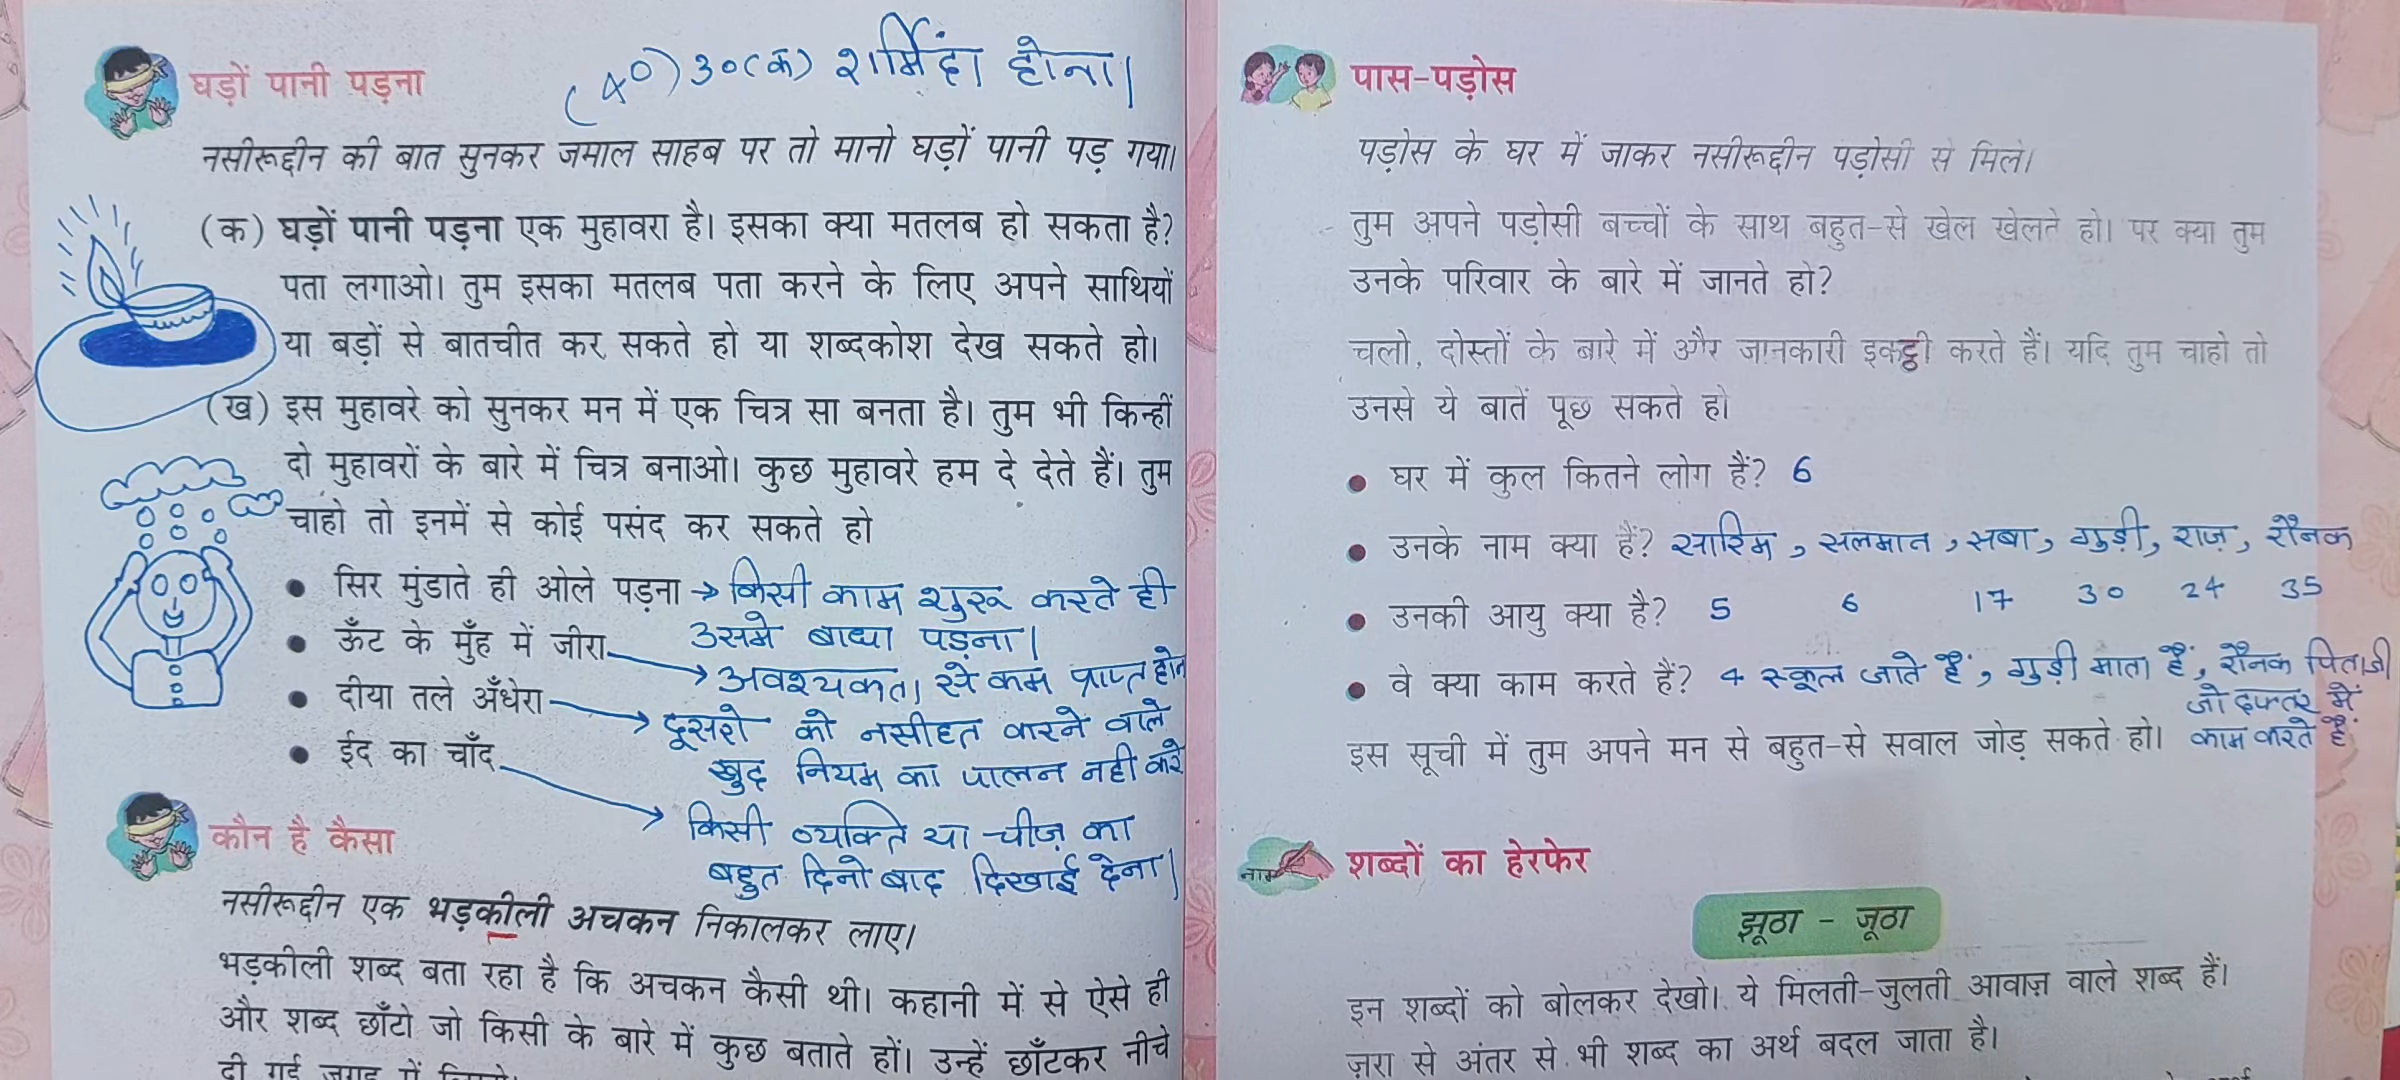 घड़ों पानी पड़ना
(40) उ०(क) शर्मिंदा होना।
नसीरूद्दीन की बात सुनकर जमाल साहब पर तो मानो घड़ों पानी पड़ गया।
(क) घड़ों पानी पड़ना एक मुहावरा है। इसका क्या मतलब हो सकता है?
पता लगाओ। तुम इसका मतलब पता करने के लिए अपने साथियों
या बड़ों से बातचीत कर सकते हो या शब्दकोश देख सकते हो।
(ख) इस मुहावरे को सुनकर मन में एक चित्र सा बनता है। तुम भी किन्हीं
दो मुहावरों के बारे में चित्र बनाओ। कुछ मुहावरे हम दे देते हैं। तुम
चाहो तो इनमें से कोई पसंद कर सकते हो
• सिर मुंडाते ही ओले पड़ना → किसी काम शुरू करते ही
उसमे बाधा पड़ना।
• ऊँट के मुँह में जीरा → अवश्यकता से कम प्राप्त होन
• दीया तले अँधेरा → दूसरो को नसीहत करने वाले
खुद नियम का पालन नही करे
• ईद का चाँद → किसी व्यक्ति या चीज़ का
बहुत दिनो बाद दिखाई देना।
कौन है कैसा
नसीरूद्दीन एक भड़कीली अचकन निकालकर लाए।
भड़कीली शब्द बता रहा है कि अचकन कैसी थी। कहानी में से ऐसे ही
और शब्द छाँटो जो किसी के बारे में कुछ बताते हों। उन्हें छाँटकर नीचे
दी गई जगह में
पास-पड़ोस
पड़ोस के घर में जाकर नसीरूद्दीन पड़ोसी से मिले।
तुम अपने पड़ोसी बच्चों के साथ बहुत-से खेल खेलते हो। पर क्या तुम
उनके परिवार के बारे में जानते हो?
चलो, दोस्तों के बारे में और जानकारी इकट्ठी करते हैं। यदि तुम चाहो तो
उनसे ये बातें पूछ सकते हो।
• घर में कुल कितने लोग हैं? 6
• उनके नाम क्या हैं? सारिम, सलमान, सबा, गुड़ी, राज़, रौनक
• उनकी आयु क्या है? 5 6 17 30 24 35
• वे क्या काम करते हैं? 4 स्कूल जाते हैं, गुड़ी माता हैं, रौनक पिताजी
जो दफ्तर में
काम करते हैं
इस सूची में तुम अपने मन से बहुत-से सवाल जोड़ सकते हो।
नाम
शब्दों का हेरफेर
झूठा - जूठा
इन शब्दों को बोलकर देखो। ये मिलती-जुलती आवाज़ वाले शब्द हैं।
ज़रा से अंतर से भी शब्द का अर्थ बदल जाता है।